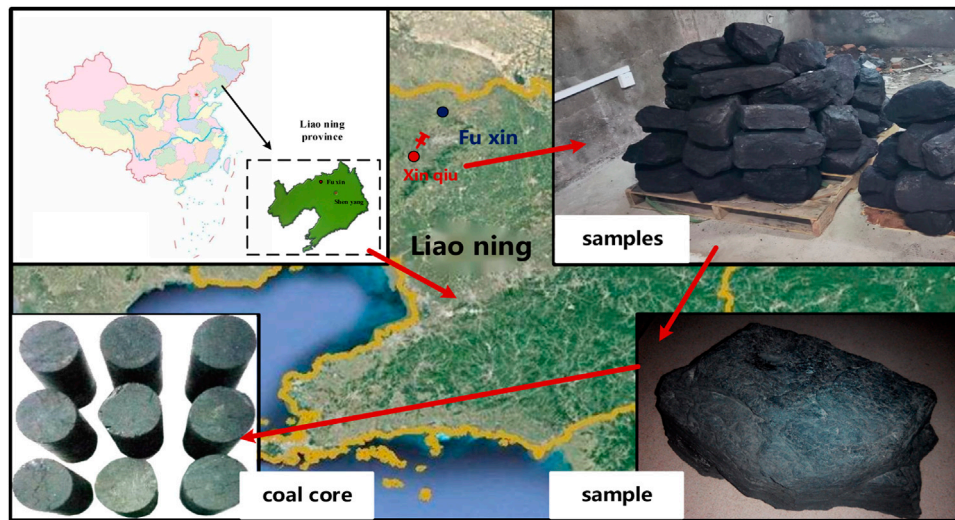 Liao ning
province
Fu xin
Shen yang
Fu xin
Xin qiu
Liao ning
samples
coal core
sample